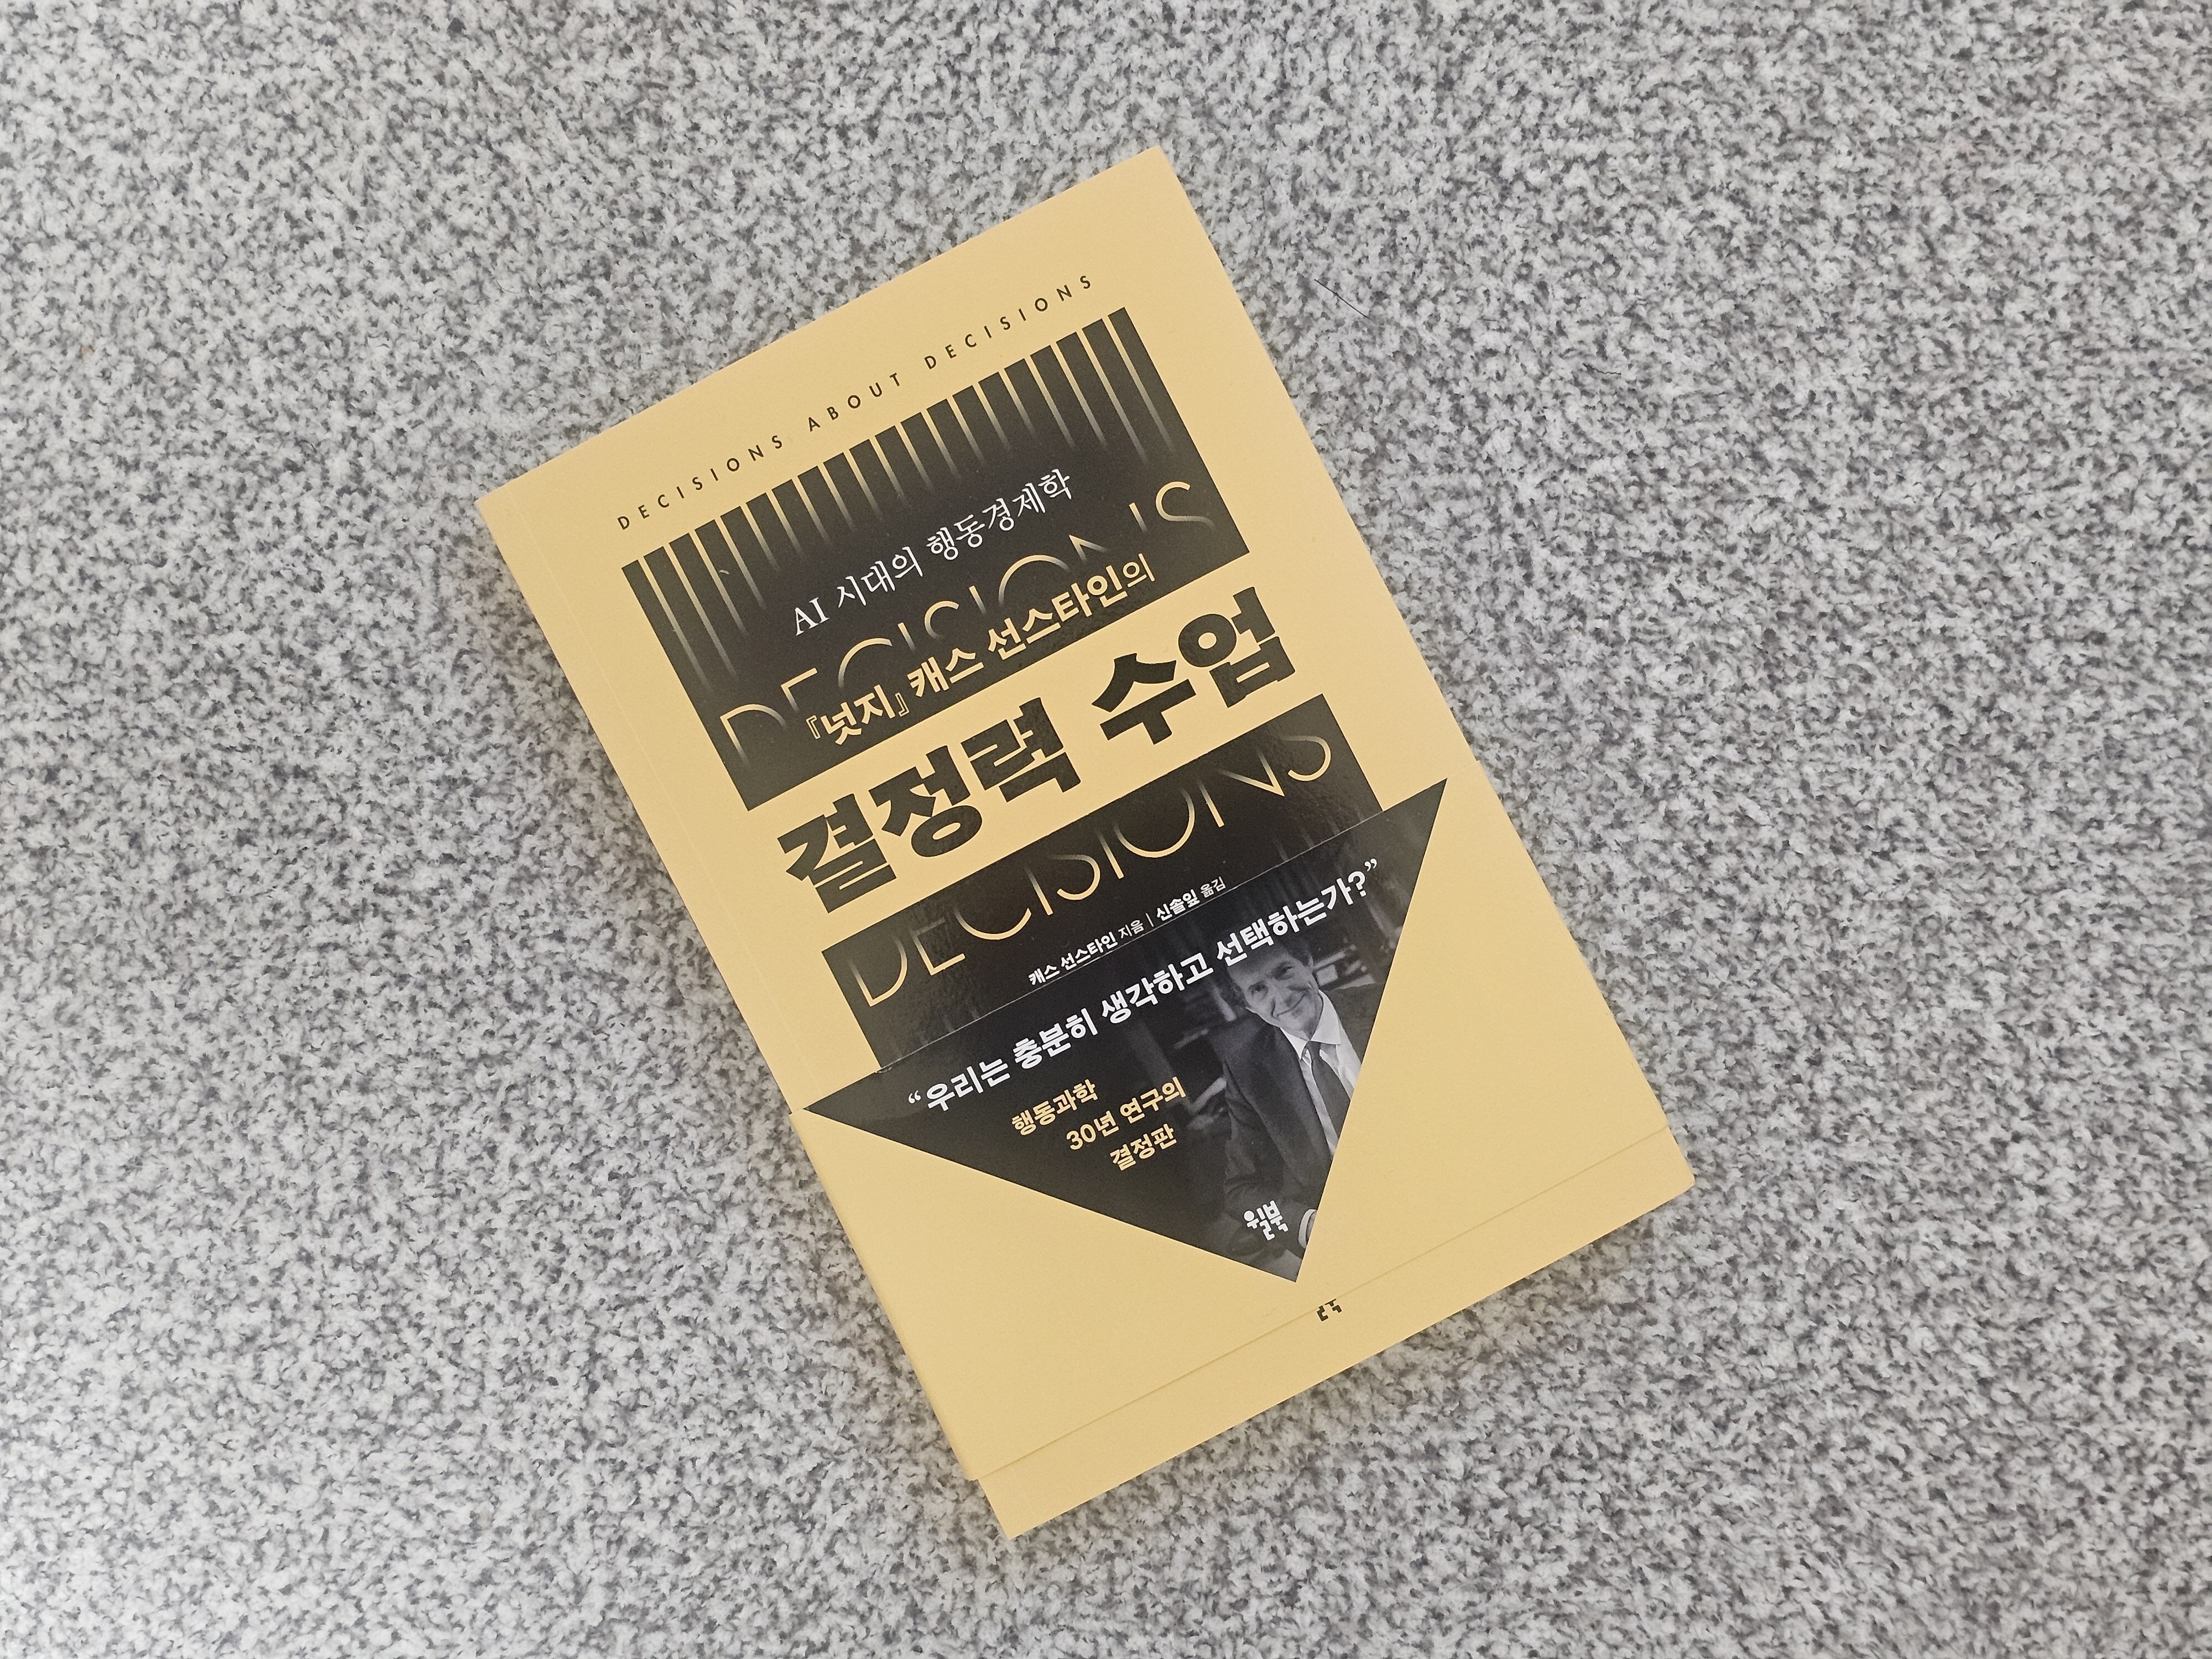 DECISIONS ABOUT DECISIONS
AI 시대의 행동경제학
DECISIONS
『넛지』 캐스 선스타인의
결정력 수업
DECISIONS
캐스 선스타인 지음 | 신솔잎 옮김
“우리는 충분히 생각하고 선택하는가?”
행동과학
30년 연구의
결정판
윌북